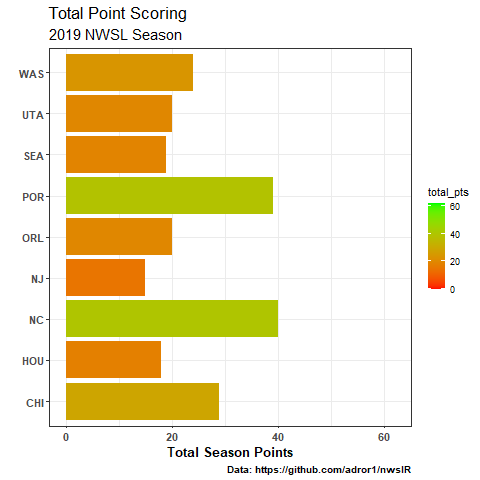 Total Point Scoring
2019 NWSL Season
WAS
UTA
SEA
POR
ORL
NJ
NC
HOU
CHI
0 20 40 60
Total Season Points
Data: https://github.com/adror1/nwslR
total_pts
60
40
20
0